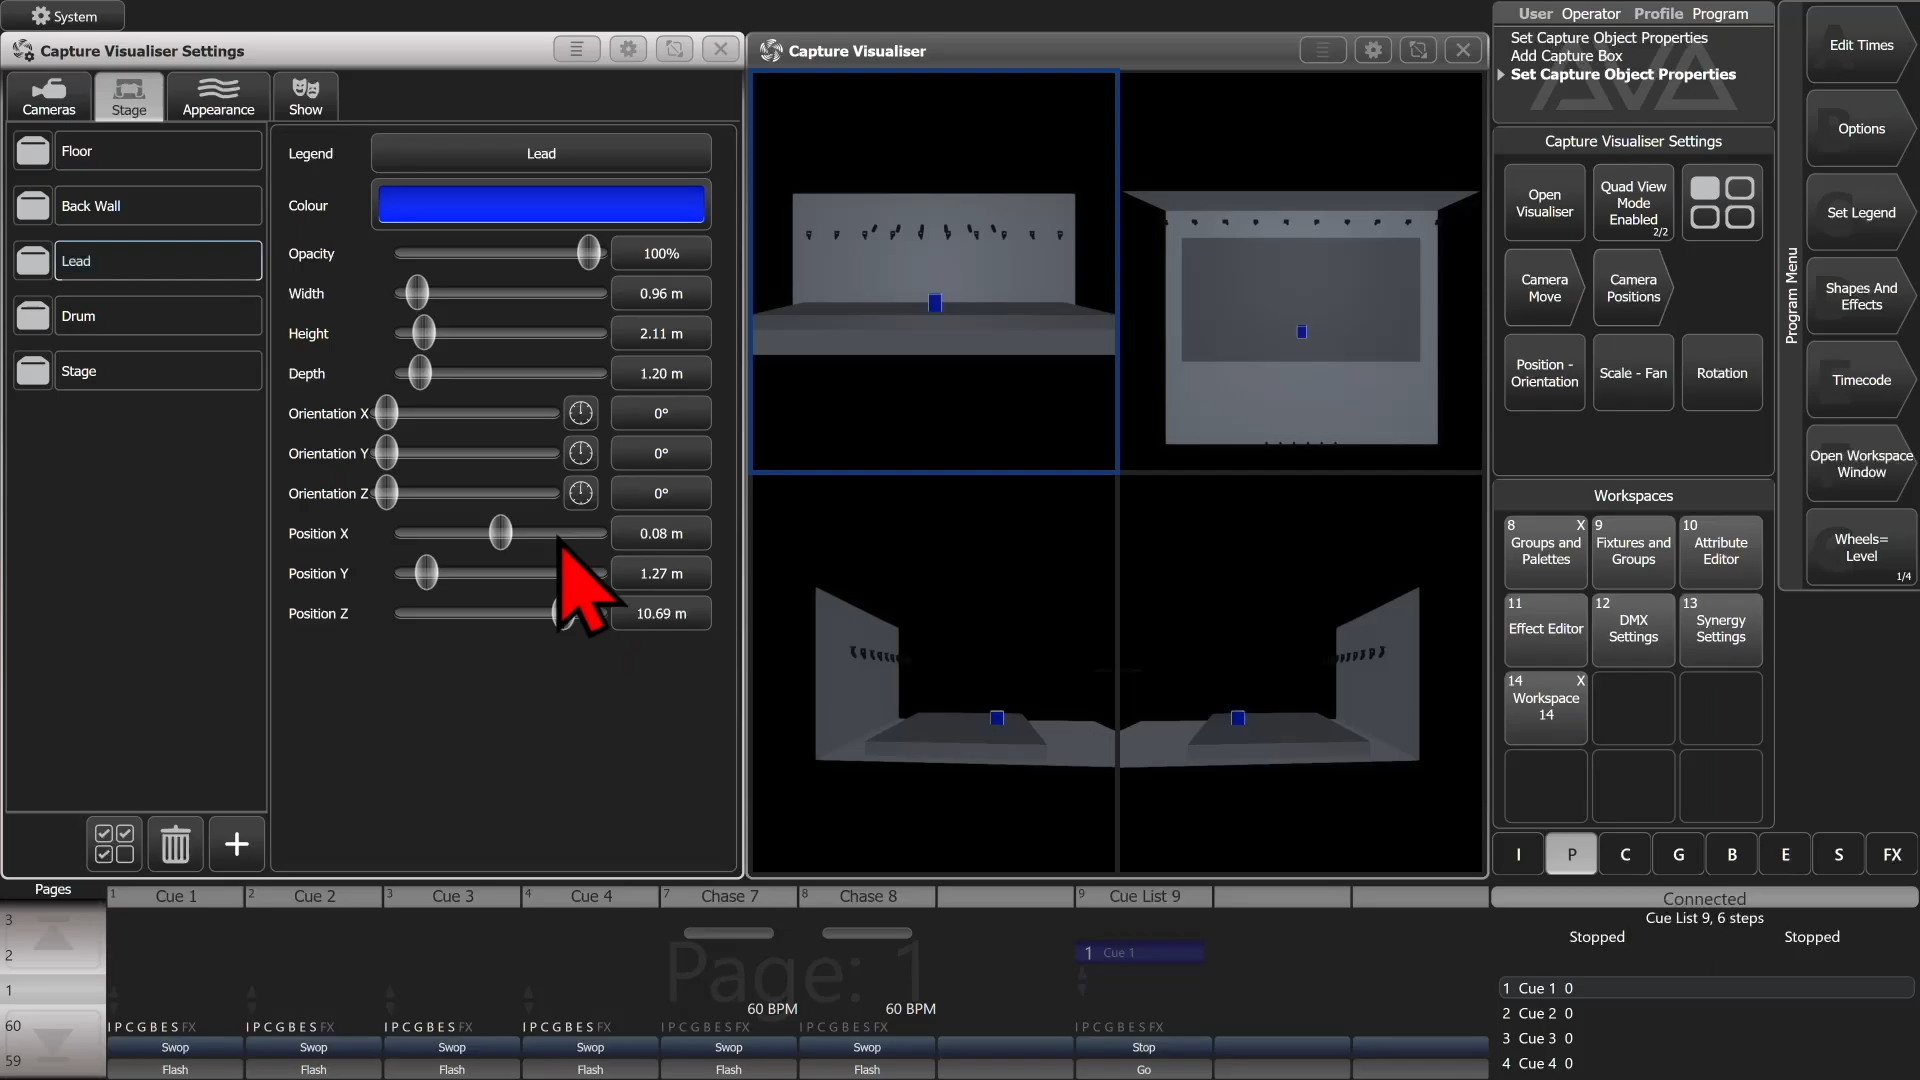 System
Capture Visualiser Settings
Cameras
Stage
Appearance
Show
Floor
Back Wall
Lead
Drum
Stage
Legend
Lead
Colour
Opacity
100%
Width
0.96 m
Height
2.11 m
Depth
1.20 m
Orientation X
0°
Orientation Y
0°
Orientation Z
0°
Position X
0.08 m
Position Y
1.27 m
Position Z
10.69 m
Capture Visualiser
User Operator Profile Program
Set Capture Object Properties
Add Capture Box
Set Capture Object Properties
Capture Visualiser Settings
Open
Visualiser
Quad View
Mode
Enabled
2/2
Camera
Move
Camera
Positions
Position -
Orientation
Scale - Fan
Rotation
Workspaces
8 X
Groups and
Palettes
9
Fixtures and
Groups
10
Attribute
Editor
11
Effect Editor
12
DMX
Settings
13
Synergy
Settings
14 X
Workspace
14
I P C G B E S FX
Program Menu
Edit Times
Options
Set Legend
Shapes And
Effects
Timecode
Open Workspace
Window
Wheels=
Level
1/4
Pages
3
2
1
60
59
1 Cue 1
2 Cue 2
3 Cue 3
4 Cue 4
7 Chase 7
8 Chase 8
9 Cue List 9
1 Cue 1
Page: 1
60 BPM
60 BPM
I P C G B E S FX
I P C G B E S FX
I P C G B E S FX
I P C G B E S FX
I P C G B E S FX
I P C G B E S FX
I P C G B E S FX
Swop
Swop
Swop
Swop
Swop
Swop
Stop
Flash
Flash
Flash
Flash
Flash
Flash
Go
Connected
Cue List 9, 6 steps
Stopped
Stopped
1 Cue 1 0
2 Cue 2 0
3 Cue 3 0
4 Cue 4 0